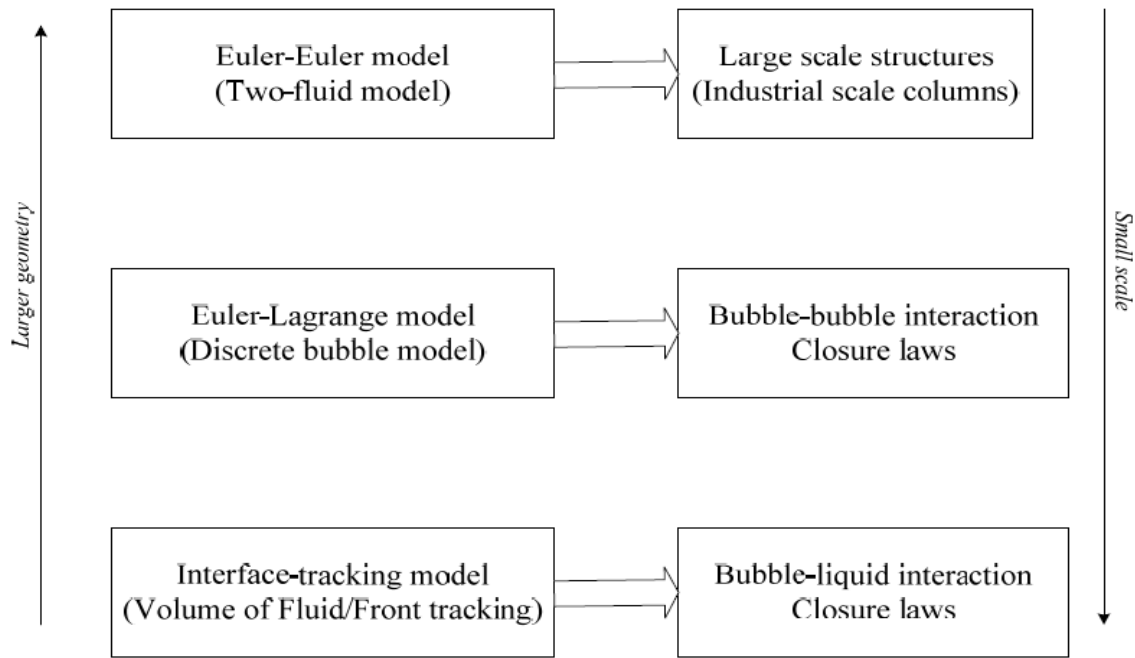 Euler-Euler model
(Two-fluid model)
Large scale structures
(Industrial scale columns)
Larger geometry
Small scale
Euler-Lagrange model
(Discrete bubble model)
Bubble-bubble interaction
Closure laws
Interface-tracking model
(Volume of Fluid/Front tracking)
Bubble-liquid interaction
Closure laws